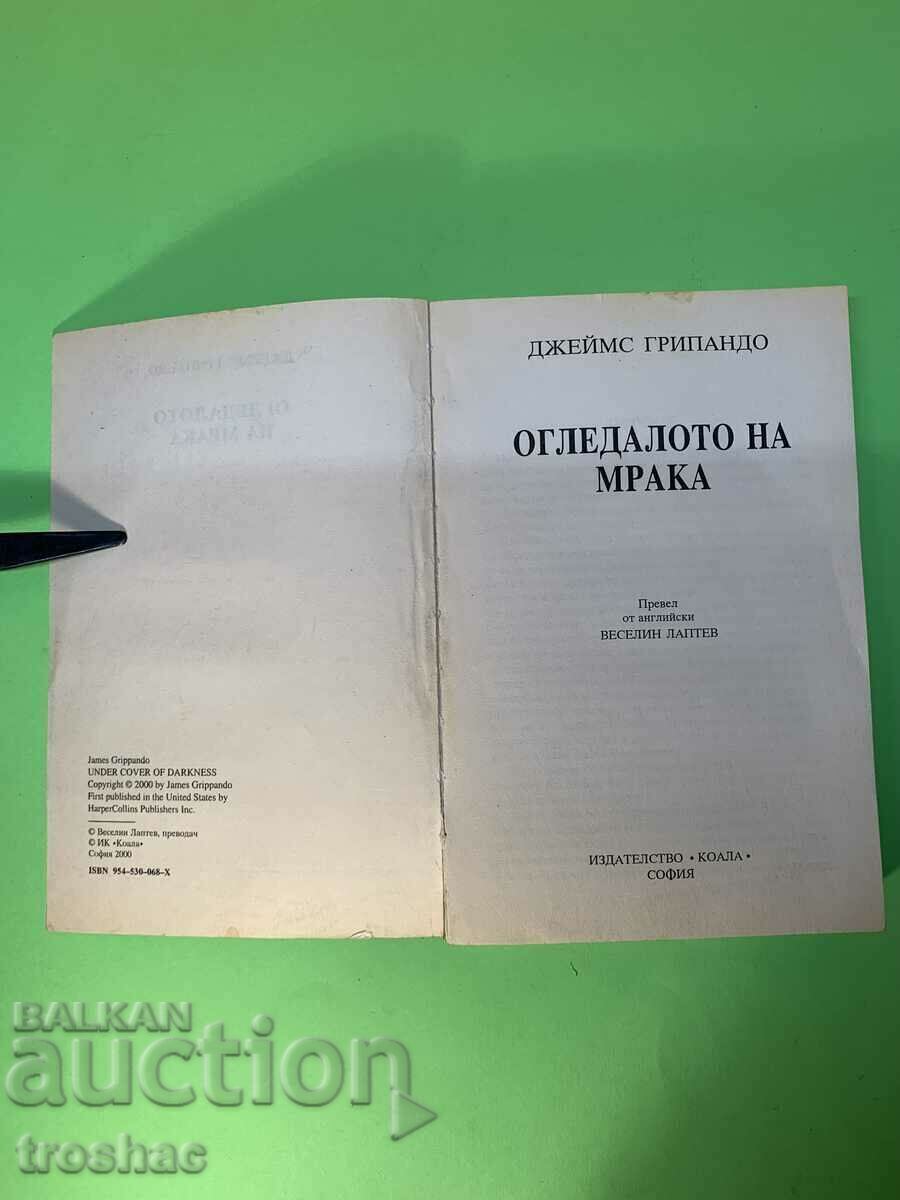 James Grippando
UNDER COVER OF DARKNESS
Copyright © 2000 by James Grippando
First published in the United States by
HarperCollins Publishers Inc.
© Веселин Лаптев, преводач
© ИК «Коала»
София 2000
ISBN 954–530–068–X
ДЖЕЙМС ГРИПАНДО
ОГЛЕДАЛОТО НА
МРАКА
Превел
от английски
ВЕСЕЛИН ЛАПТЕВ
ИЗДАТЕЛСТВО • КОАЛА •
СОФИЯ
BALKAN
auction
troshac